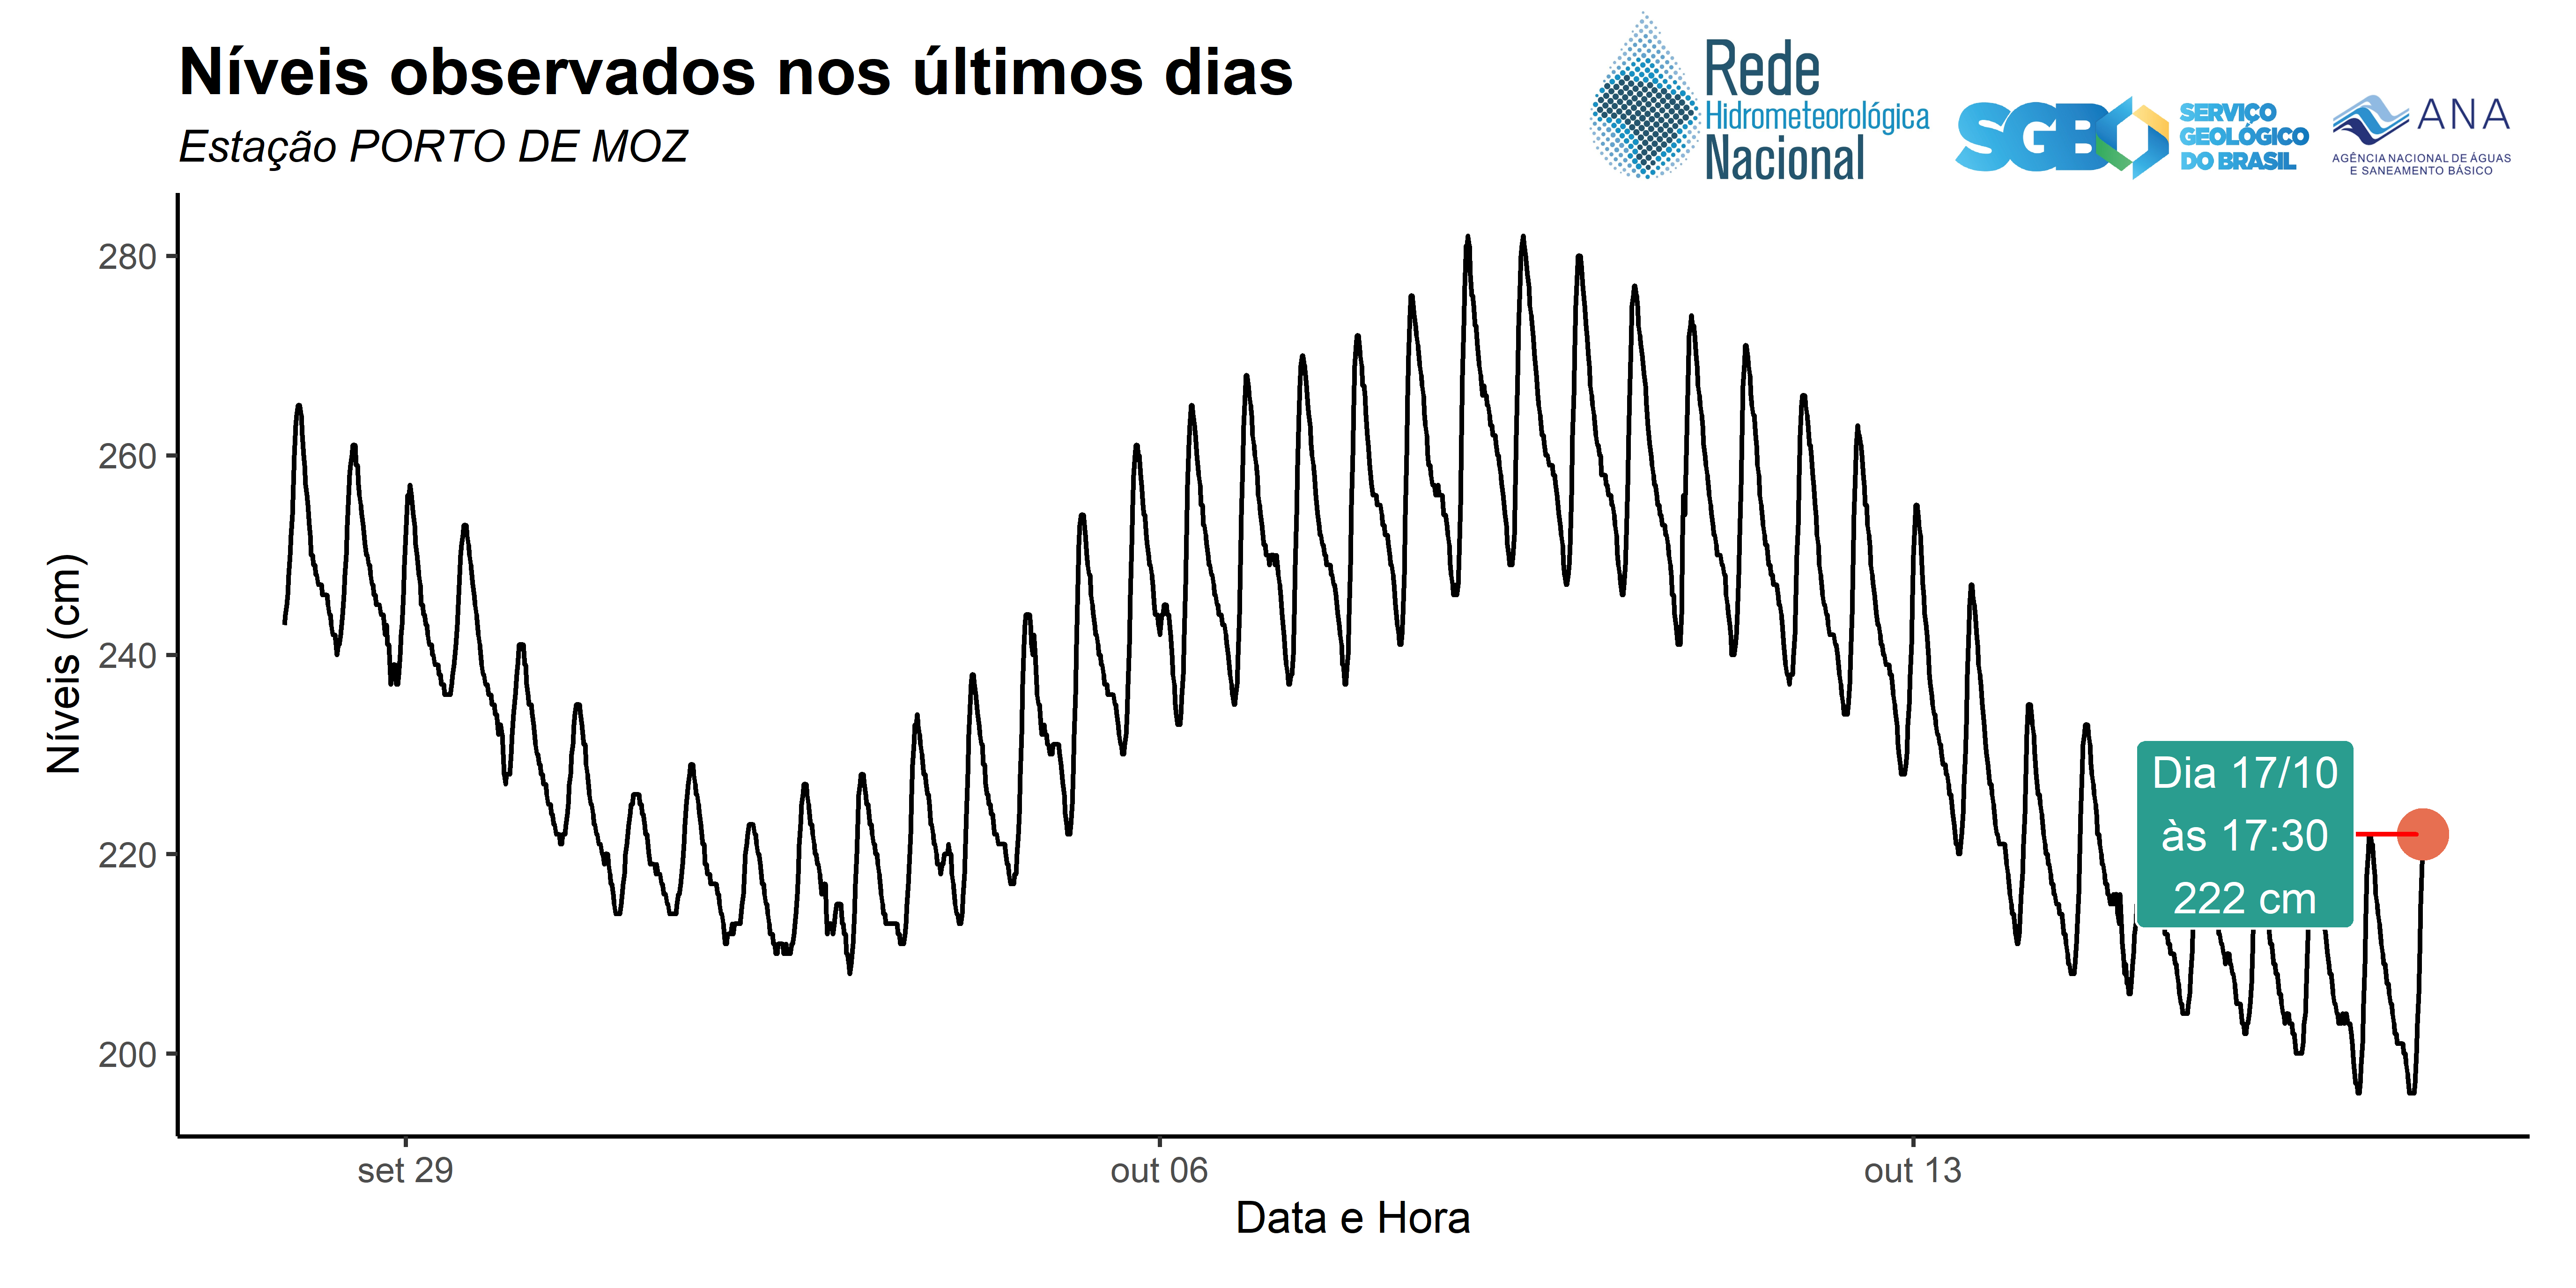 Níveis observados nos últimos dias
Estação PORTO DE MOZ
Rede
Hidrometeorológica
Nacional
SGB
SERVIÇO
GEOLÓGICO
DO BRASIL
ANA
AGÊNCIA NACIONAL DE ÁGUAS
E SANEAMENTO BÁSICO
Níveis (cm)
280
260
240
220
200
Dia 17/10
às 17:30
222 cm
set 29
out 06
out 13
Data e Hora